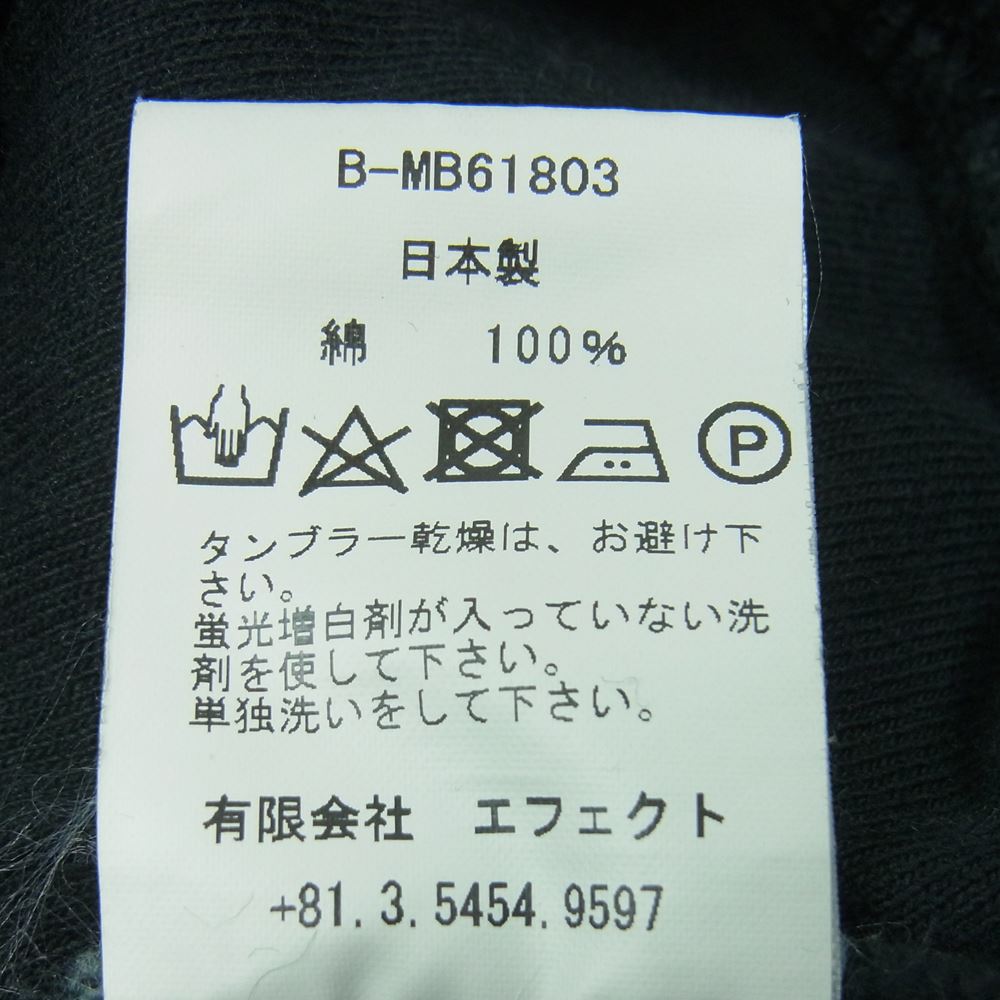 B-MB61803
日本製
綿　　100%
P
タンブラー乾燥は、お避け下
さい。
蛍光増白剤が入っていない洗
剤を使して下さい。
単独洗いをして下さい。
有限会社　エフェクト
+81.3.5454.9597